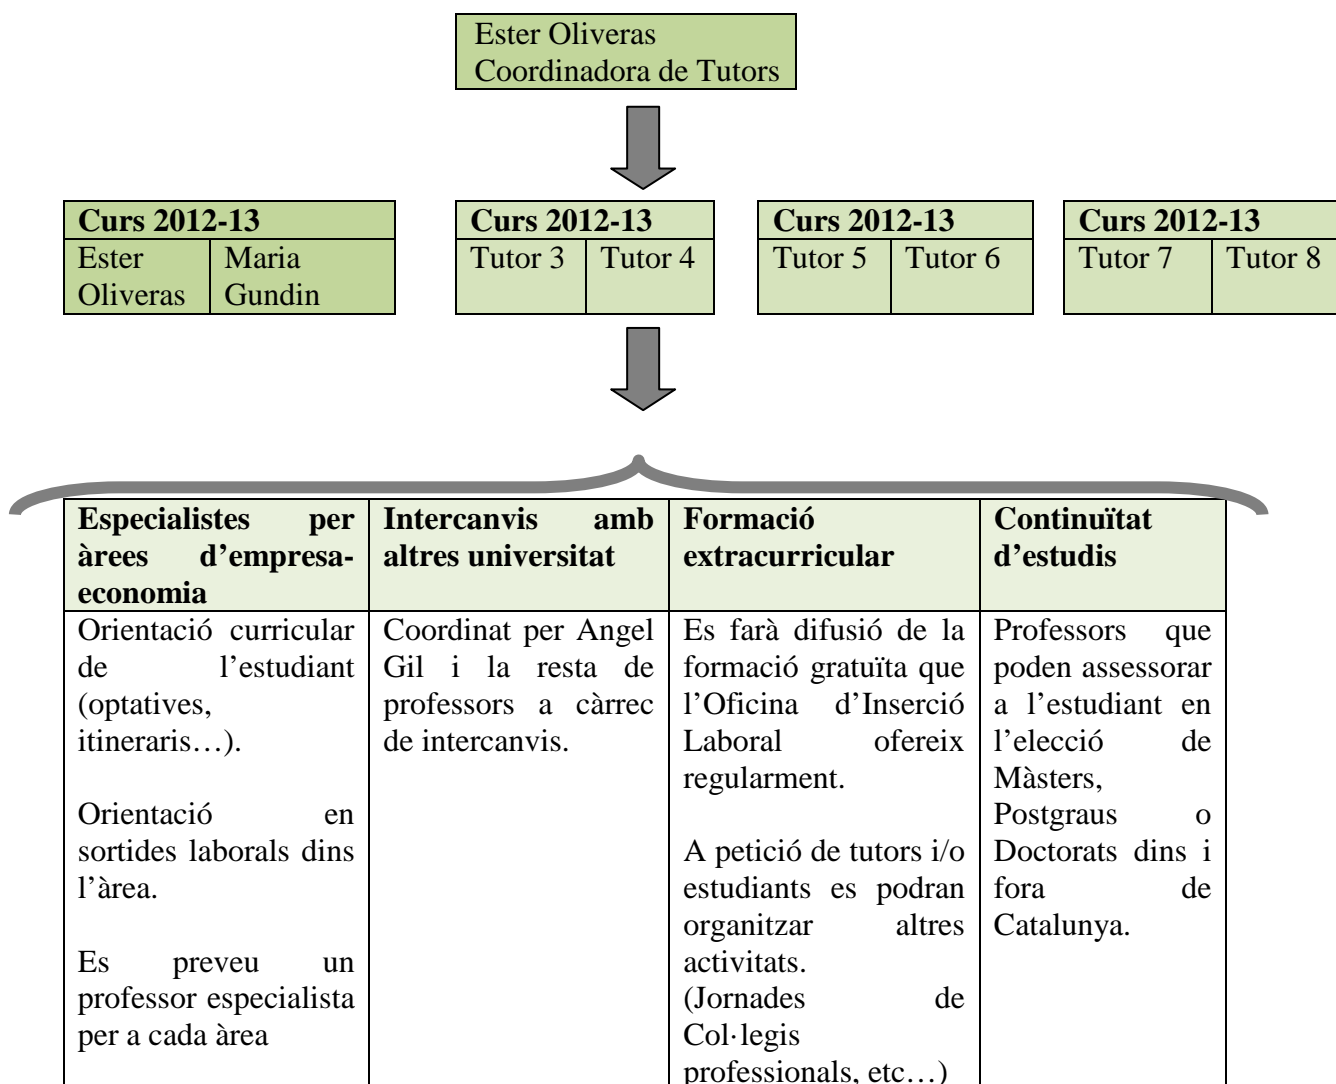 Ester Oliveras
Coordinadora de Tutors
Curs 2012-13
Ester Oliveras
Maria Gundin
Curs 2012-13
Tutor 3
Tutor 4
Curs 2012-13
Tutor 5
Tutor 6
Curs 2012-13
Tutor 7
Tutor 8
Especialistes per
àrees d’empresa-
economia
Orientació curricular
de l’estudiant
(optatives,
itineraris…).
Orientació en
sortides laborals dins
l’àrea.
Es preveu un
professor especialista
per a cada àrea
Intercanvis amb
altres universitat
Coordinat per Angel
Gil i la resta de
professors a càrrec
de intercanvis.
Formació
extracurricular
Es farà difusió de la
formació gratuïta que
l’Oficina d’Inserció
Laboral ofereix
regularment.
A petició de tutors i/o
estudiants es podran
organitzar altres
activitats.
(Jornades de
Col·legis
professionals, etc…)
Continuïtat
d’estudis
Professors que
poden assessorar
a l’estudiant en
l’elecció de
Màsters,
Postgraus o
Doctorats dins i
fora de
Catalunya.